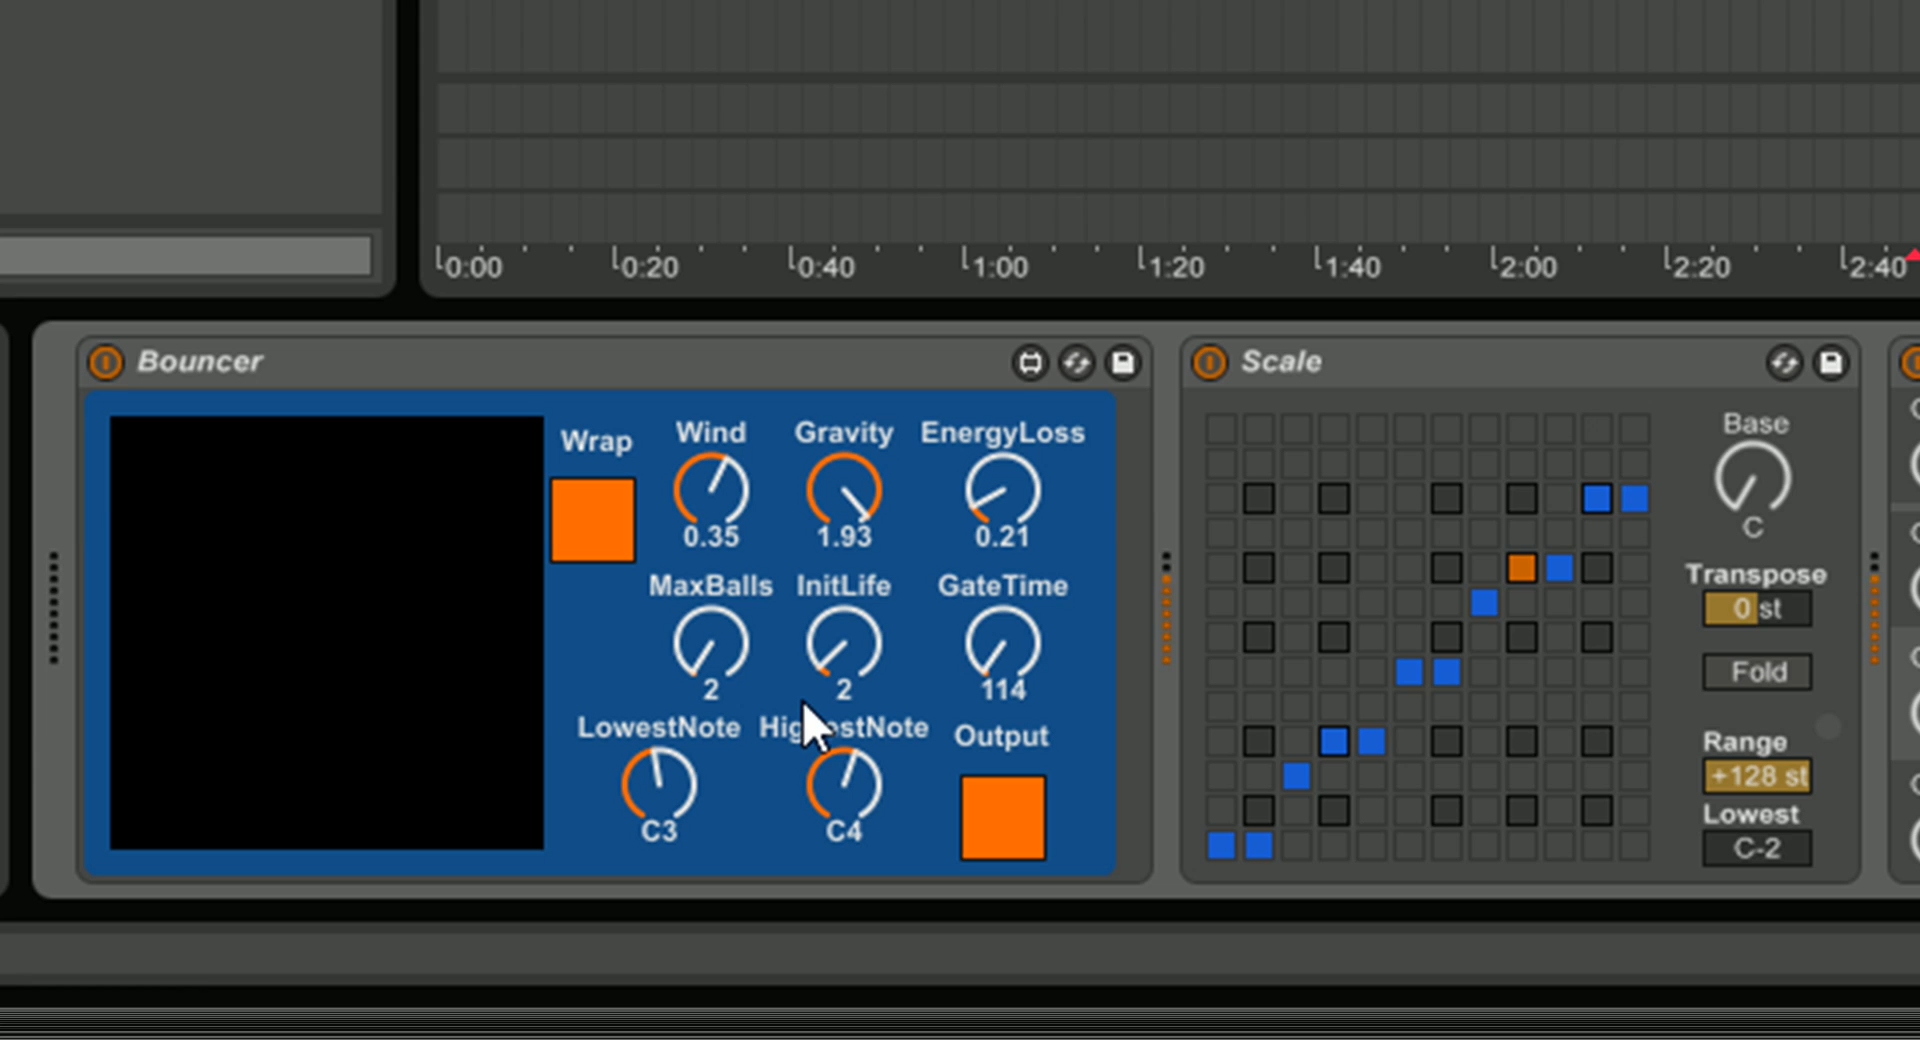 0:00 0:20 0:40 1:00 1:20 1:40 2:00 2:20 2:40
Bouncer
Wrap
Wind
0.35
Gravity
1.93
EnergyLoss
0.21
MaxBalls
2
InitLife
2
GateTime
114
LowestNote
C3
C4
Output
Scale
Base
C
Transpose
0 st
Fold
Range
+128 st
Lowest
C-2